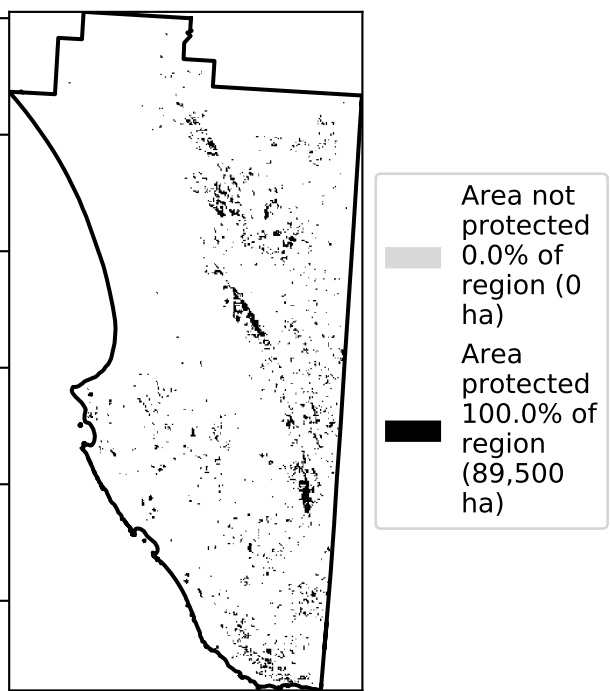 Area not
protected
0.0% of
region (0
ha)
Area
protected
100.0% of
region
(89,500
ha)